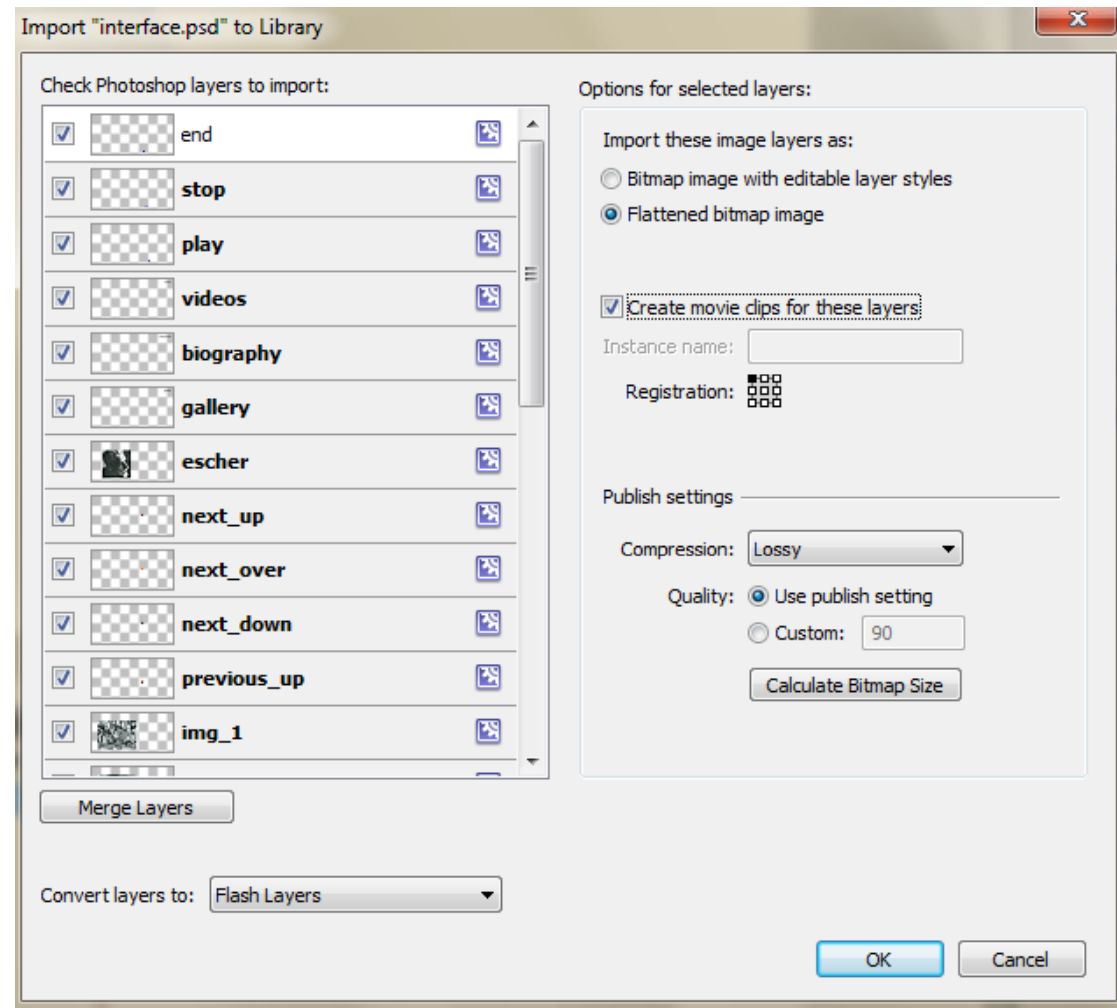 Import "interface.psd" to Library
Check Photoshop layers to import:
end
stop
play
videos
biography
gallery
escher
next_up
next_over
next_down
previous_up
img_1
Merge Layers
Convert layers to: Flash Layers
Options for selected layers:
Import these image layers as:
Bitmap image with editable layer styles
Flattened bitmap image
Create movie clips for these layers
Instance name:
Registration:
Publish settings
Compression: Lossy
Quality: Use publish setting
Custom: 90
Calculate Bitmap Size
OK Cancel